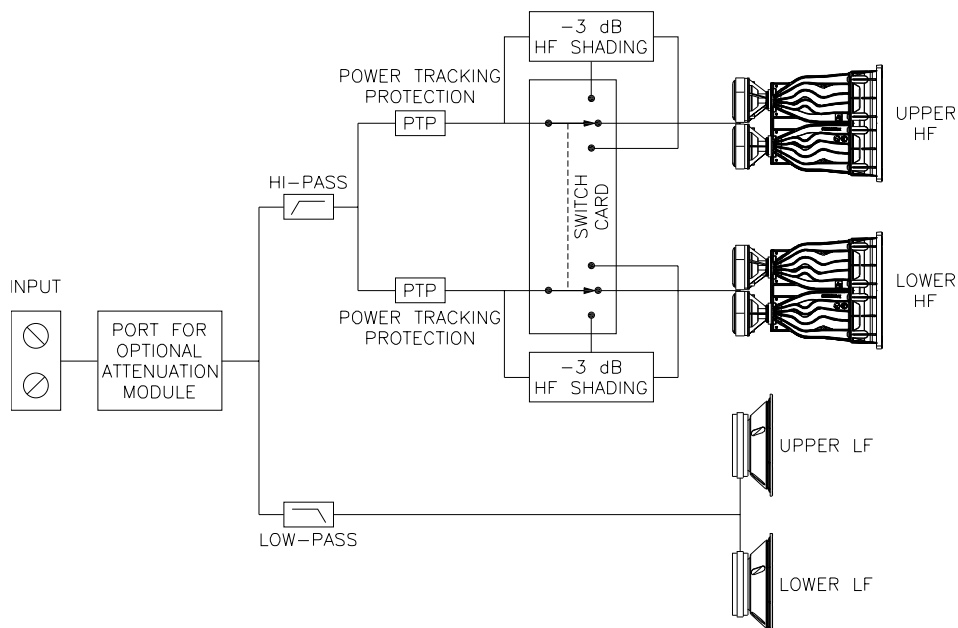 −3 dB
HF SHADING
POWER TRACKING
PROTECTION
PTP
UPPER
HF
HI−PASS
SWITCH
CARD
INPUT
PORT FOR
OPTIONAL
ATTENUATION
MODULE
PTP
POWER TRACKING
PROTECTION
LOWER
HF
−3 dB
HF SHADING
UPPER LF
LOW−PASS
LOWER LF